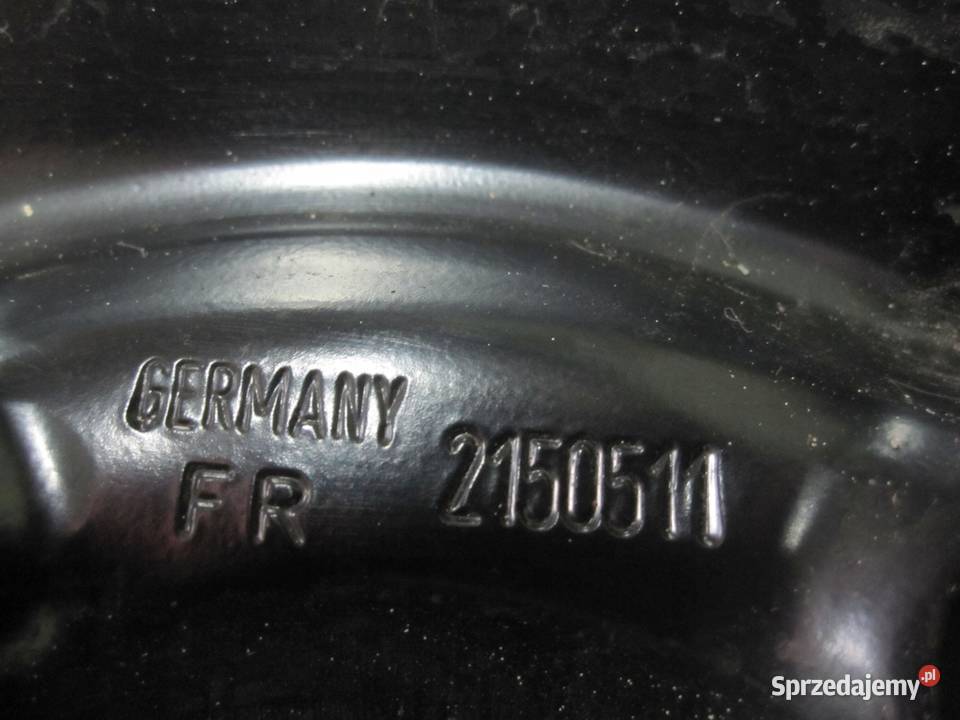 GERMANY
FR 2150511
Sprzedajemy.pl